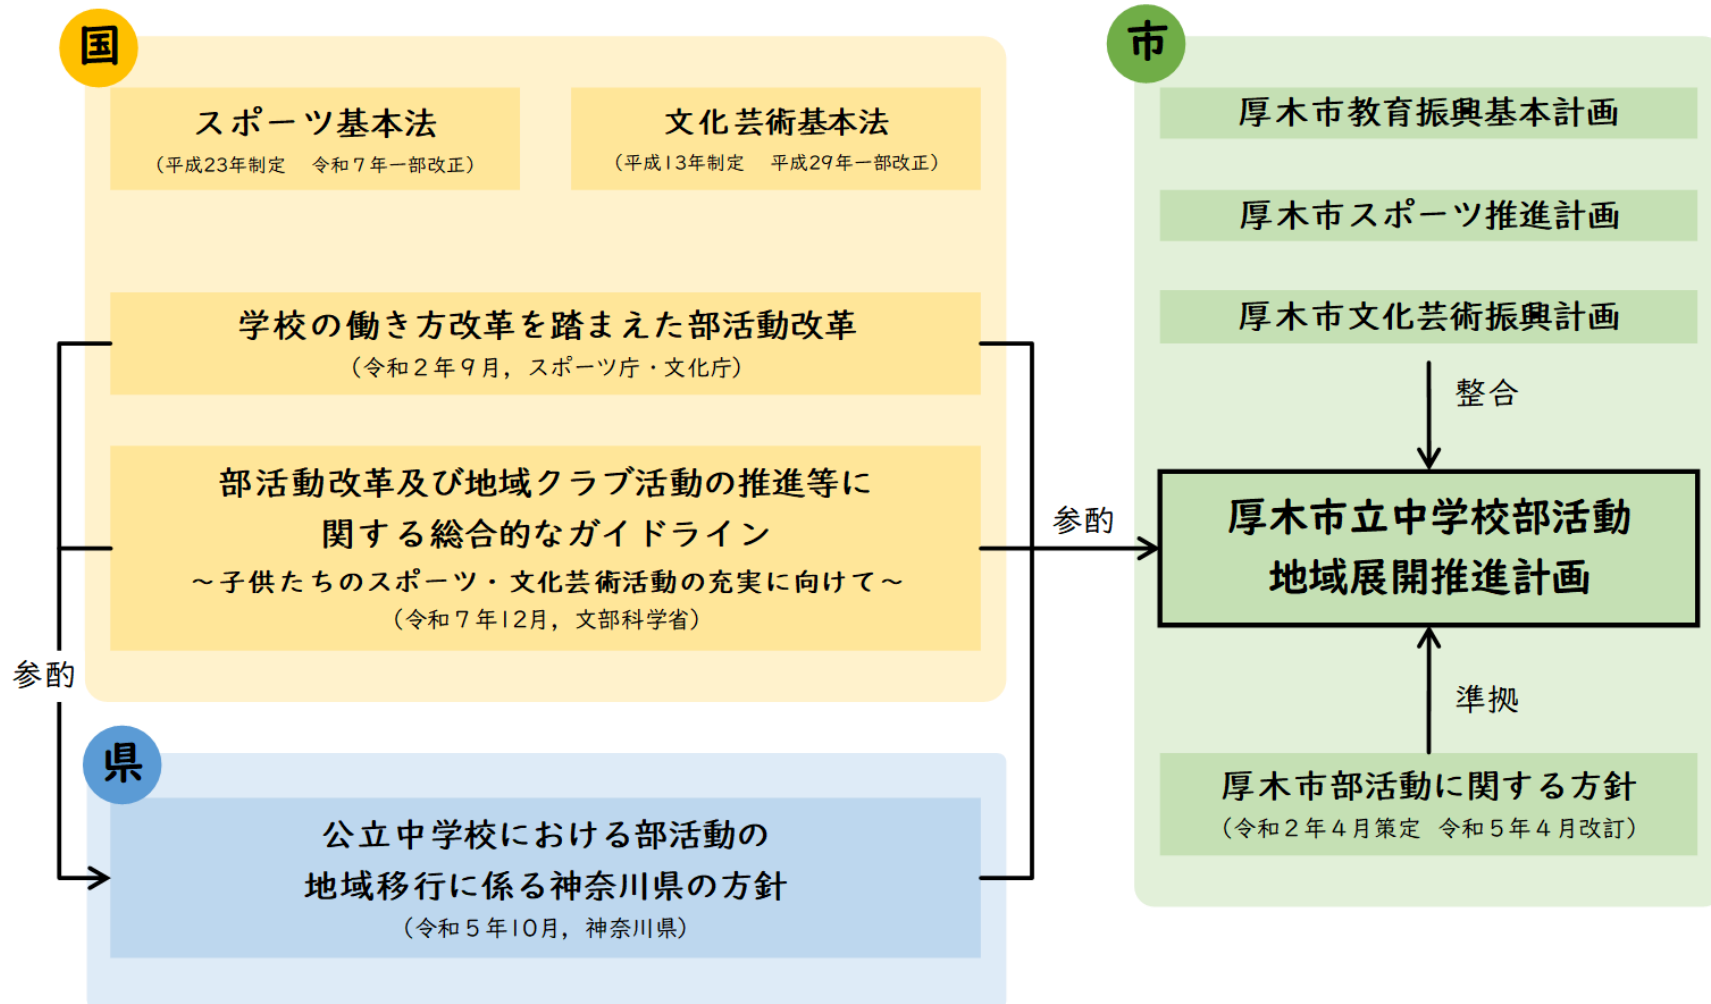 国
スポーツ基本法
（平成23年制定　令和７年一部改正）
文化芸術基本法
（平成13年制定　平成29年一部改正）
学校の働き方改革を踏まえた部活動改革
（令和２年９月，スポーツ庁・文化庁）
部活動改革及び地域クラブ活動の推進等に
関する総合的なガイドライン
～子供たちのスポーツ・文化芸術活動の充実に向けて～
（令和７年12月，文部科学省）
参酌
県
公立中学校における部活動の
地域移行に係る神奈川県の方針
（令和５年10月，神奈川県）
参酌
市
厚木市教育振興基本計画
厚木市スポーツ推進計画
厚木市文化芸術振興計画
整合
厚木市立中学校部活動
地域展開推進計画
準拠
厚木市部活動に関する方針
（令和２年４月策定　令和５年４月改訂）